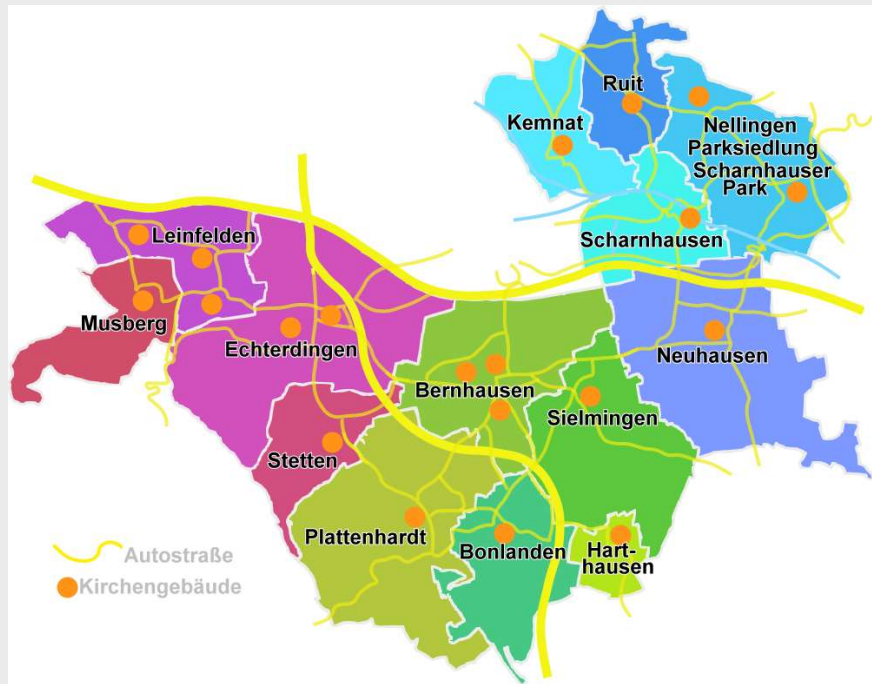 Ruit
Kemnat
Nellingen
Parksiedlung
Scharnhauser
Park
Scharnhausen
Leinfelden
Musberg
Echterdingen
Neuhausen
Bernhausen
Sielmingen
Stetten
Plattenhardt
Bonlanden
Hart-
hausen
Autostraße
Kirchengebäude